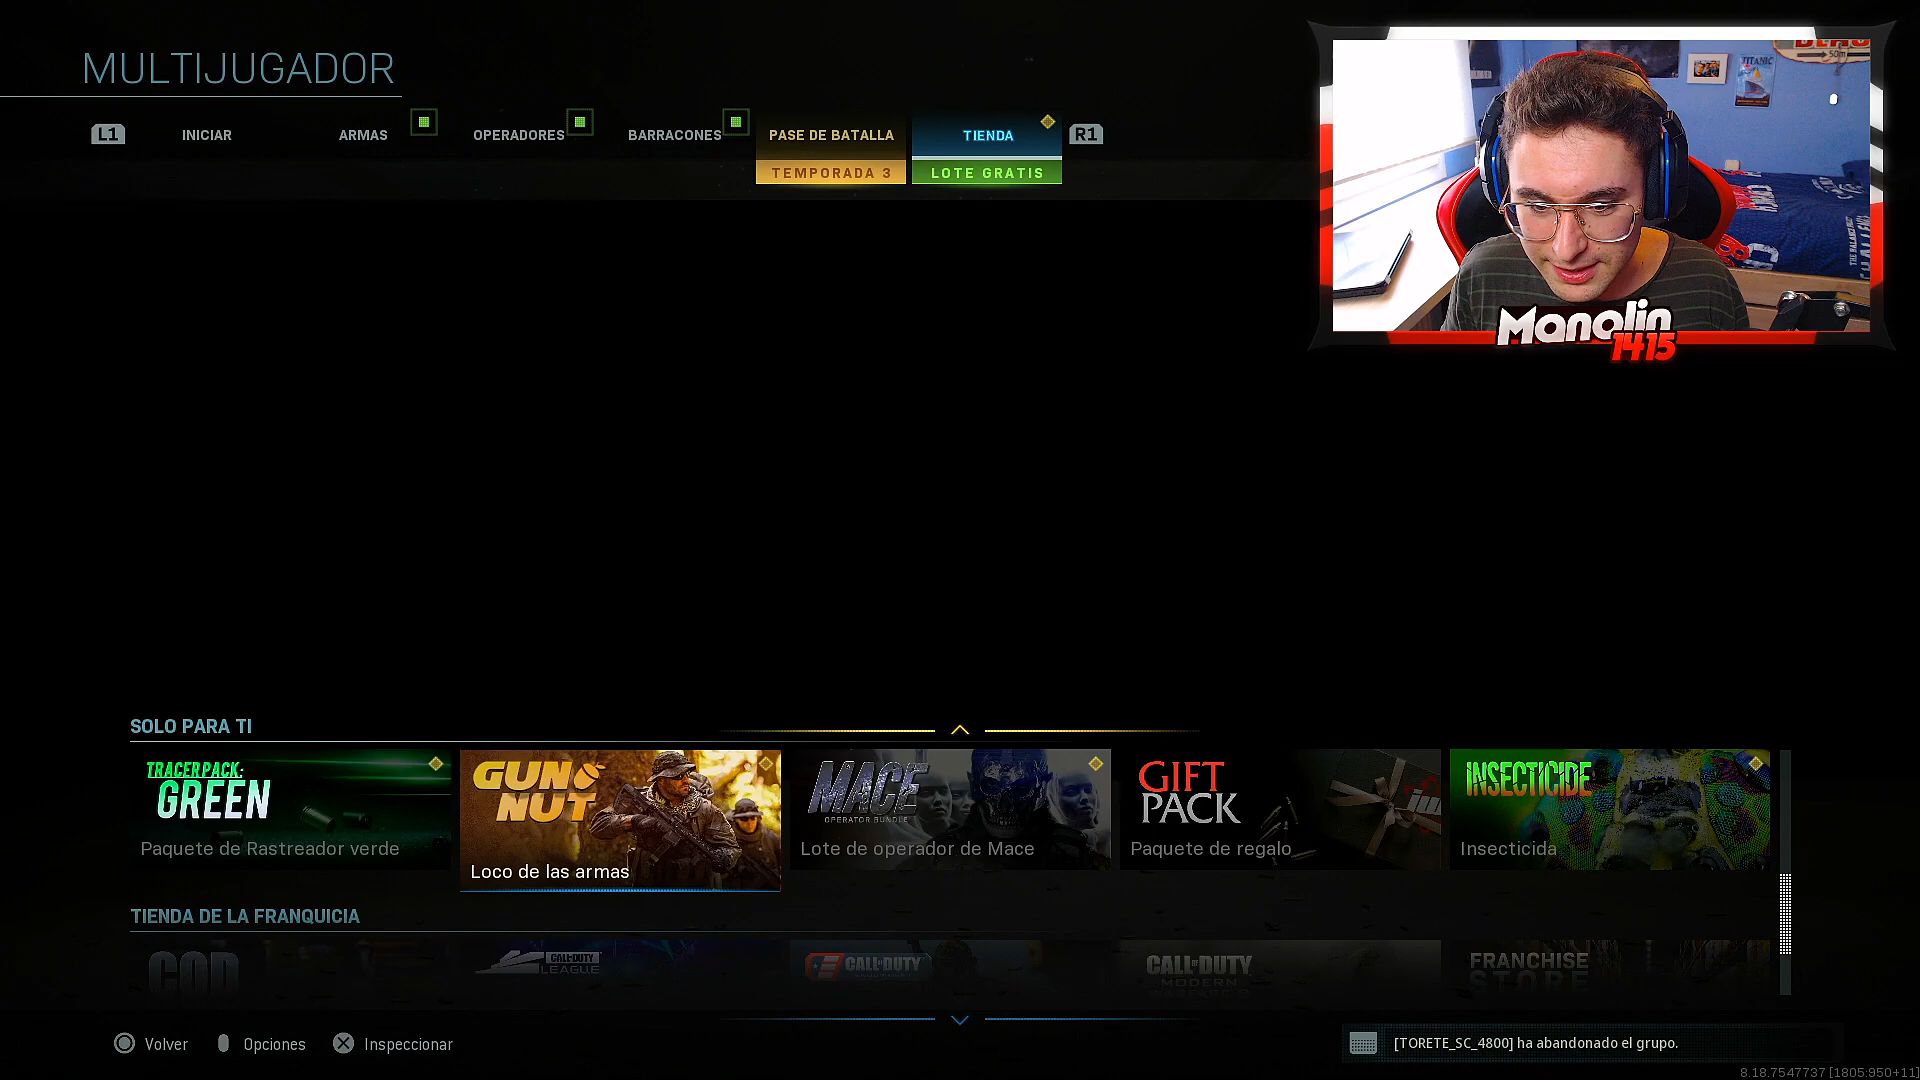 MULTIJUGADOR
L1
INICIAR
ARMAS
OPERADORES
BARRACONES
PASE DE BATALLA
TIENDA
R1
TEMPORADA 3
LOTE GRATIS
TITANIC
50m
Manolin
1415
SOLO PARA TI
TRACER PACK:
GREEN
Paquete de Rastreador verde
GUN
NUT
Loco de las armas
MACE
OPERATOR BUNDLE
Lote de operador de Mace
GIFT
PACK
Paquete de regalo
INSECTICIDE
Insecticida
TIENDA DE LA FRANQUICIA
COD
CALL OF DUTY
LEAGUE
CALL OF DUTY
CALL OF DUTY
MODERN
FRANCHISE
STORE
Volver
Opciones
Inspeccionar
[TORETE_SC_4800] ha abandonado el grupo.
8.18.7547737 [1805:950+11]